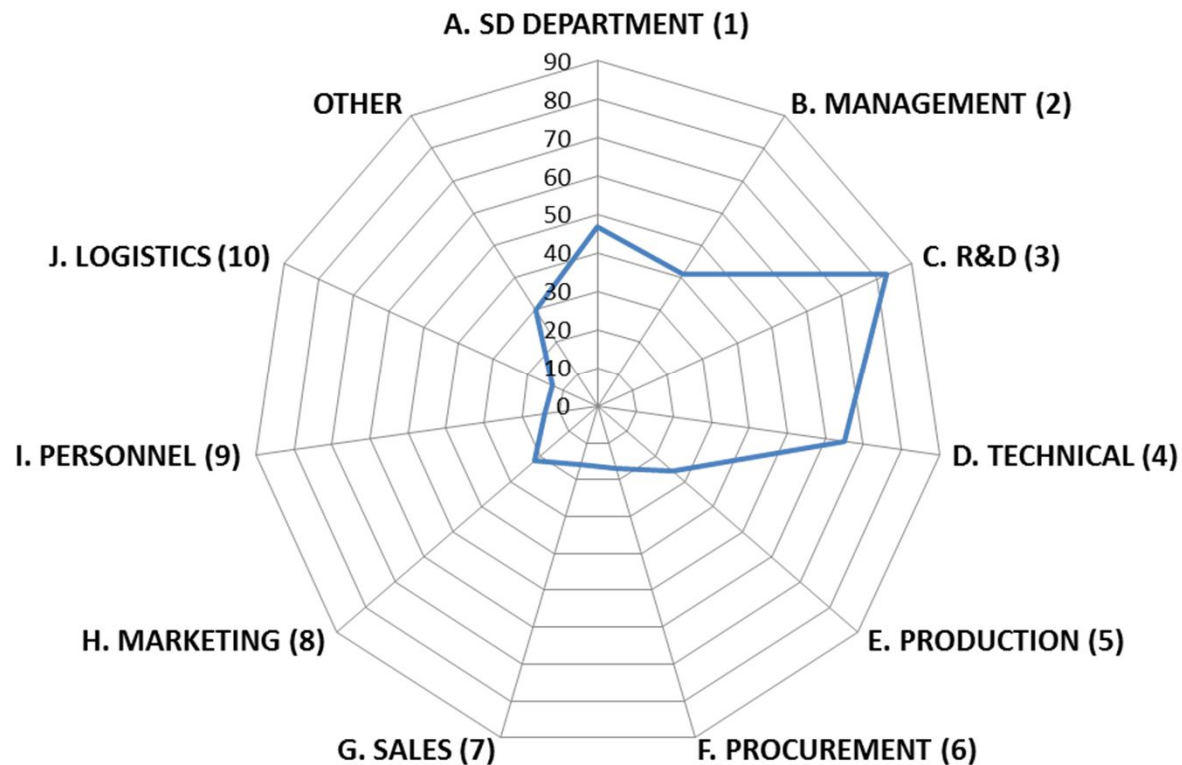 A. SD DEPARTMENT (1)
90
OTHER
80
B. MANAGEMENT (2)
70
60
50
40
J. LOGISTICS (10)
C. R&D (3)
30
20
10
0
I. PERSONNEL (9)
D. TECHNICAL (4)
H. MARKETING (8)
E. PRODUCTION (5)
G. SALES (7)
F. PROCUREMENT (6)